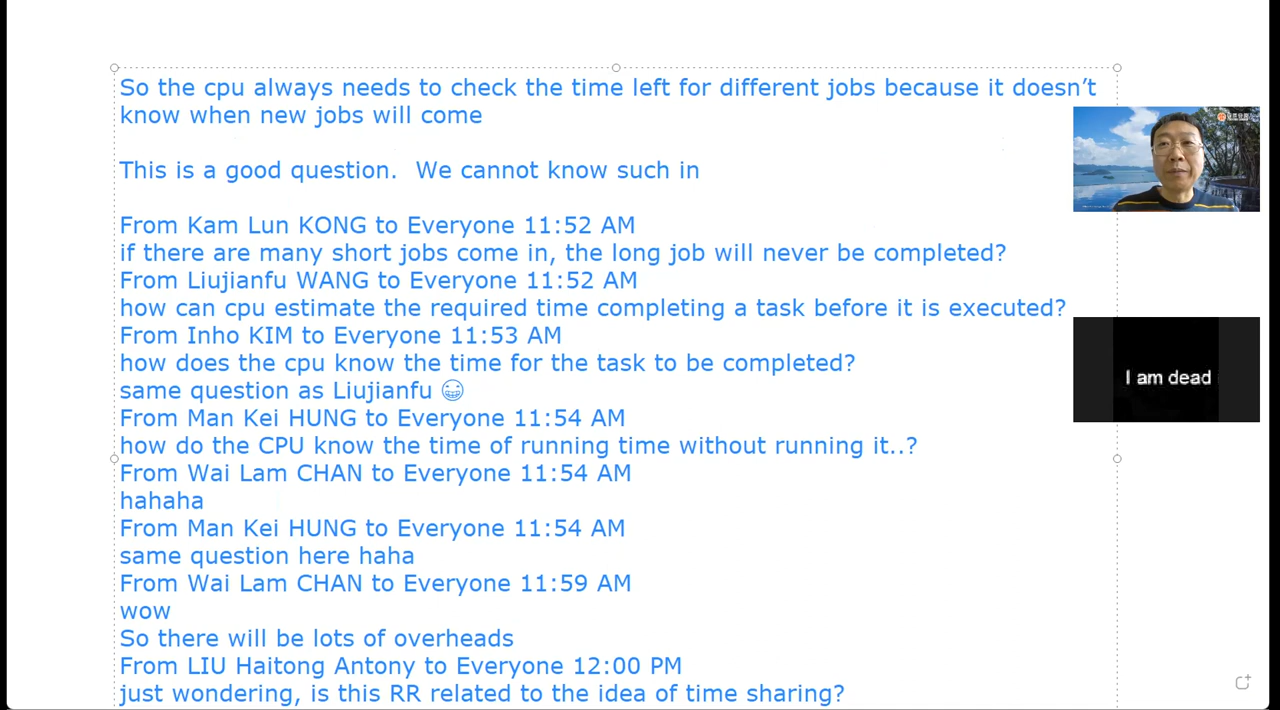 So the cpu always needs to check the time left for different jobs because it doesn’t
know when new jobs will come
This is a good question.  We cannot know such in
From Kam Lun KONG to Everyone 11:52 AM
if there are many short jobs come in, the long job will never be completed?
From Liujianfu WANG to Everyone 11:52 AM
how can cpu estimate the required time completing a task before it is executed?
From Inho KIM to Everyone 11:53 AM
how does the cpu know the time for the task to be completed?
same question as Liujianfu 😁
From Man Kei HUNG to Everyone 11:54 AM
how do the CPU know the time of running time without running it..?
From Wai Lam CHAN to Everyone 11:54 AM
hahaha
From Man Kei HUNG to Everyone 11:54 AM
same question here haha
From Wai Lam CHAN to Everyone 11:59 AM
wow
So there will be lots of overheads
From LIU Haitong Antony to Everyone 12:00 PM
just wondering, is this RR related to the idea of time sharing?
I am dead